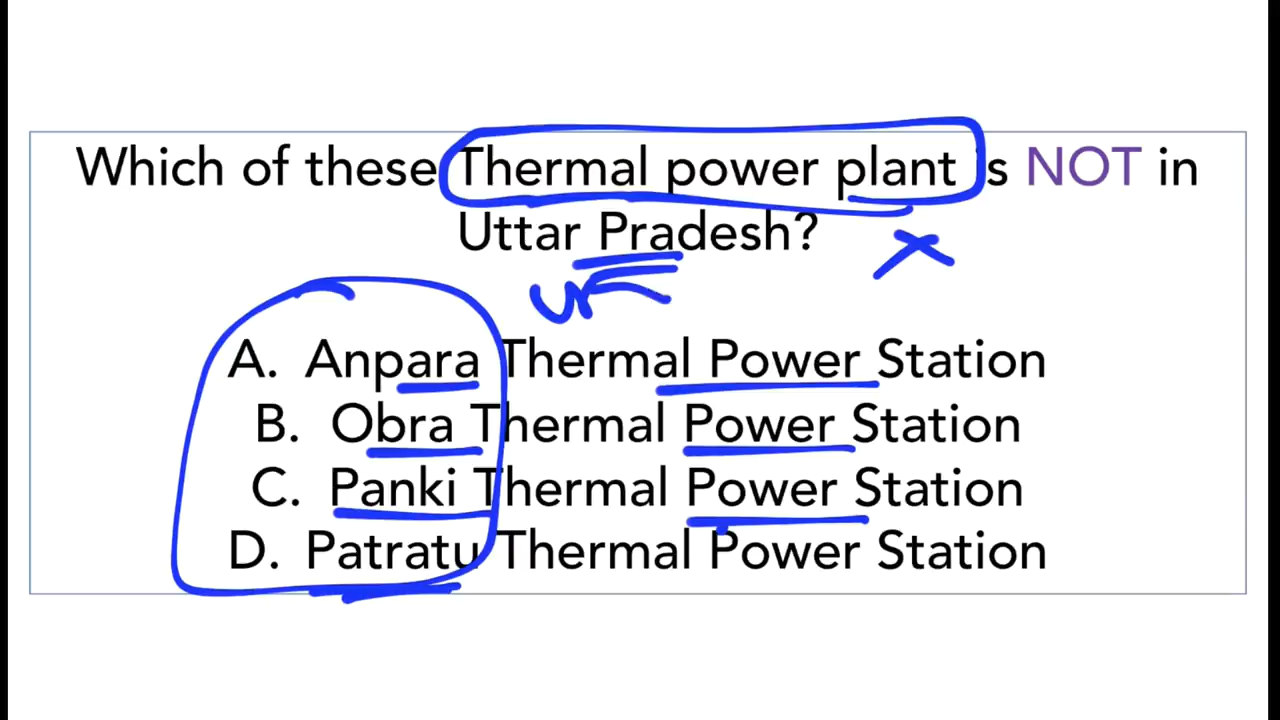 Which of these Thermal power plant is NOT in
Uttar Pradesh?
UP
A. Anpara Thermal Power Station
B. Obra Thermal Power Station
C. Panki Thermal Power Station
D. Patratu Thermal Power Station